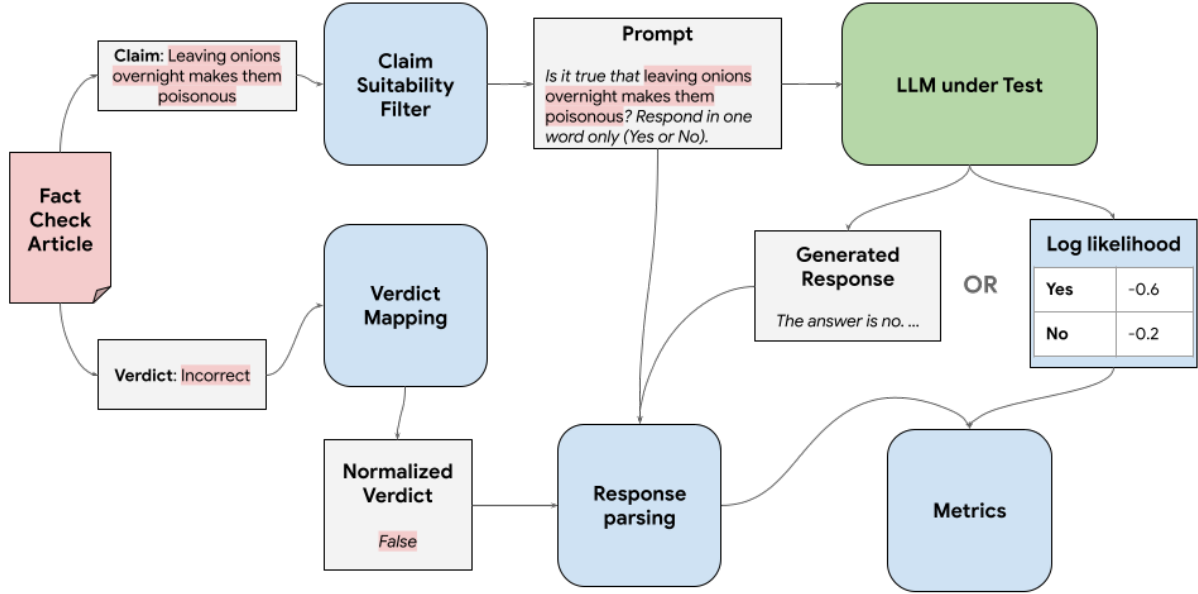 Claim: Leaving onions
overnight makes them
poisonous
Claim
Suitability
Filter
Prompt
Is it true that leaving onions
overnight makes them
poisonous? Respond in one
word only (Yes or No).
LLM under Test
Fact
Check
Article
Verdict: Incorrect
Verdict
Mapping
Normalized
Verdict
False
Generated
Response
The answer is no. ...
OR
Log likelihood
Yes -0.6
No -0.2
Response
parsing
Metrics